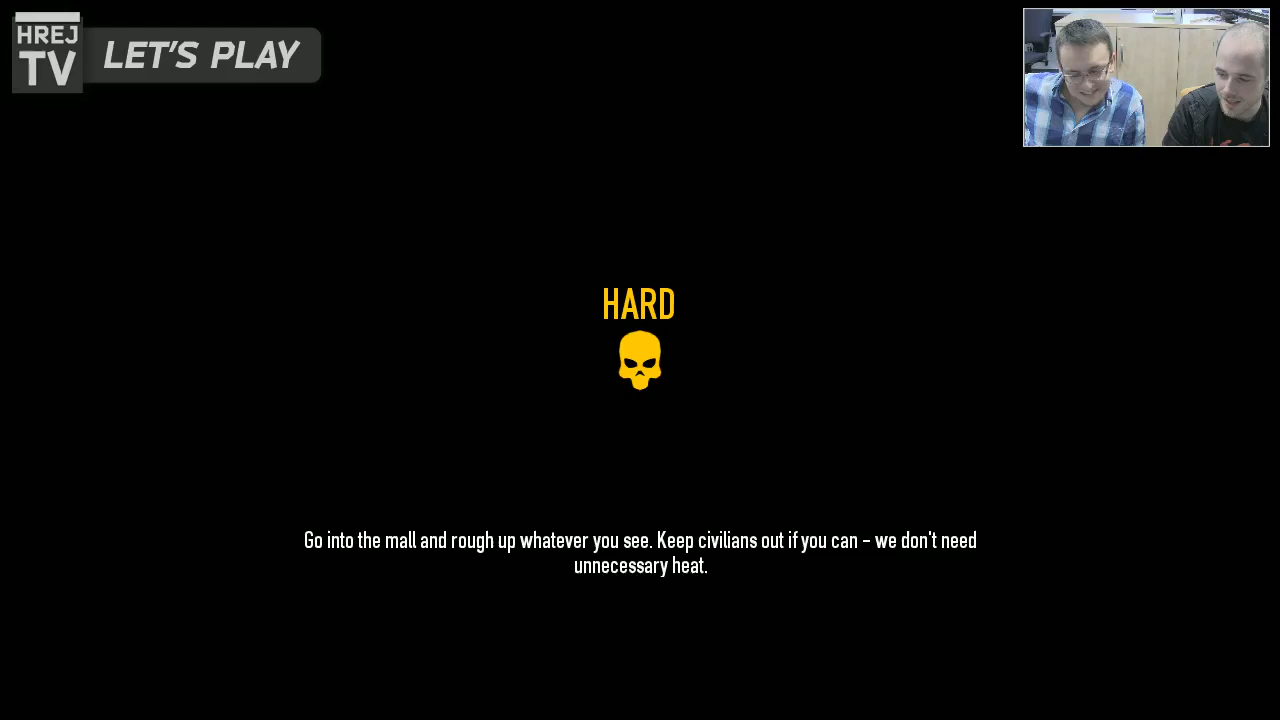 HREJ
TV
LET'S PLAY
HARD
Go into the mall and rough up whatever you see. Keep civilians out if you can - we don't need
unnecessary heat.